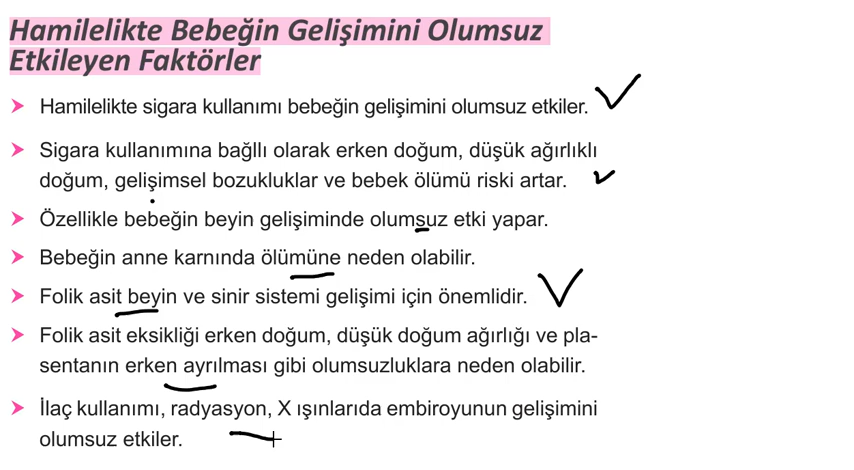 Hamilelikte Bebeğin Gelişimini Olumsuz
Etkileyen Faktörler
Hamilelikte sigara kullanımı bebeğin gelişimini olumsuz etkiler.
Sigara kullanımına bağllı olarak erken doğum, düşük ağırlıklı
doğum, gelişimsel bozukluklar ve bebek ölümü riski artar.
Özellikle bebeğin beyin gelişiminde olumsuz etki yapar.
Bebeğin anne karnında ölümüne neden olabilir.
Folik asit beyin ve sinir sistemi gelişimi için önemlidir.
Folik asit eksikliği erken doğum, düşük doğum ağırlığı ve pla-
sentanın erken ayrılması gibi olumsuzluklara neden olabilir.
İlaç kullanımı, radyasyon, X ışınlarıda embiroyunun gelişimini
olumsuz etkiler.